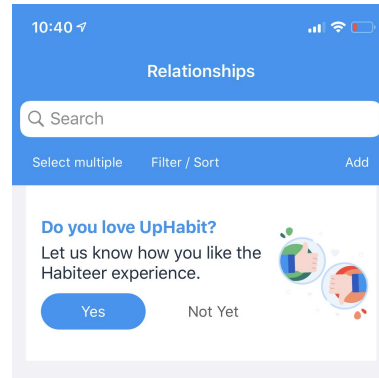 10:40
Relationships
Search
Select multiple Filter / Sort Add
Do you love UpHabit?
Let us know how you like the
Habiteer experience.
Yes Not Yet